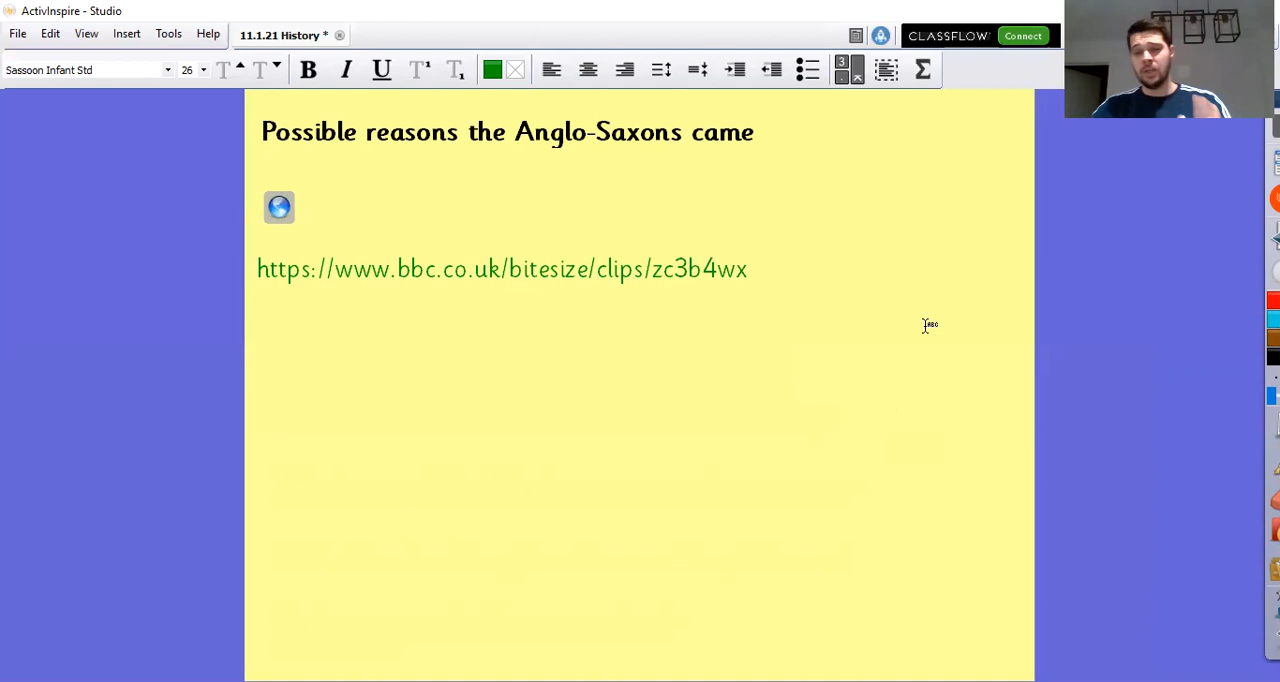 ActivInspire - Studio
File Edit View Insert Tools Help
11.1.21 History *
CLASSFLOW Connect
Sassoon Infant Std
26
B I U
Possible reasons the Anglo-Saxons came
https://www.bbc.co.uk/bitesize/clips/zc3b4wx
ABC